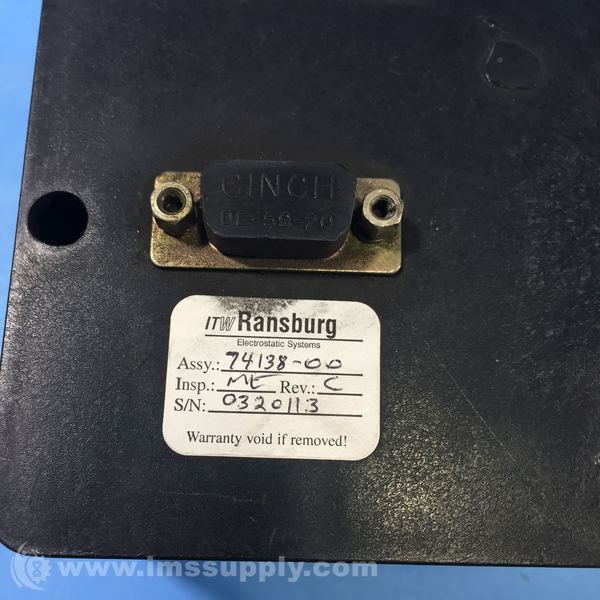 CINCH
DE-59-20
ITW Ransburg
Electrostatic Systems
Assy.: 74138-00
Insp.: ME Rev.: C
S/N: 0320113
Warranty void if removed!
© www.imssupply.com